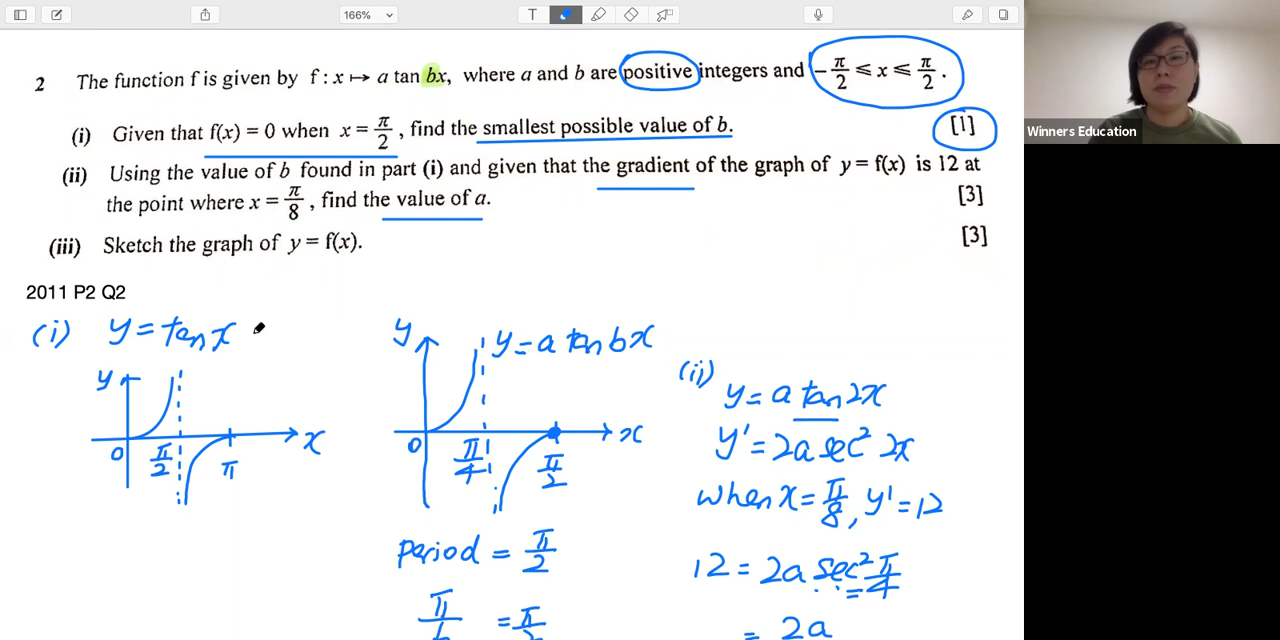 166%
2 The function f is given by f : x ↦ a tan bx, where a and b are positive integers and −π/2 ⩽ x ⩽ π/2.
(i) Given that f(x) = 0 when x = π/2, find the smallest possible value of b. [1]
(ii) Using the value of b found in part (i) and given that the gradient of the graph of y = f(x) is 12 at
the point where x = π/8, find the value of a. [3]
(iii) Sketch the graph of y = f(x). [3]
2011 P2 Q2
(i) y = tan x
y
0 π/2 π x
y
y = a tan bx
0 π/4 π/2 x
period = π/2
= π/2
(ii)
y = a tan 2x
y' = 2a sec² 2x
when x = π/8, y' = 12
12 = 2a sec² π/4
= 2a
Winners Education